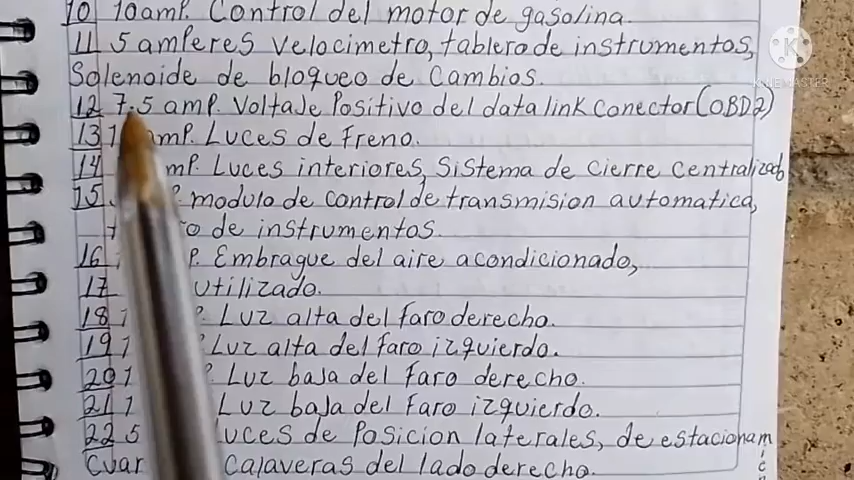 10 10 amp. Control del motor de gasolina.
11 5 amperes velocimetro, tablero de instrumentos,
Solenoide de bloqueo de Cambios.
12 7.5 amp. Voltaje Positivo del data link conector (OBD2)
13 amp. Luces de Freno.
14 Luces interiores, Sistema de cierre centralizado
15 modulo de control de transmision automatica,
de instrumentos.
16 Embrague del aire acondicionado,
17 utilizado.
18 Luz alta del faro derecho.
19 Luz alta del faro izquierdo.
20 Luz baja del faro derecho.
21 Luz baja del faro izquierdo.
22 5 luces de Posicion laterales, de estacionam
calaveras del lado derecho.
KINEMASTER